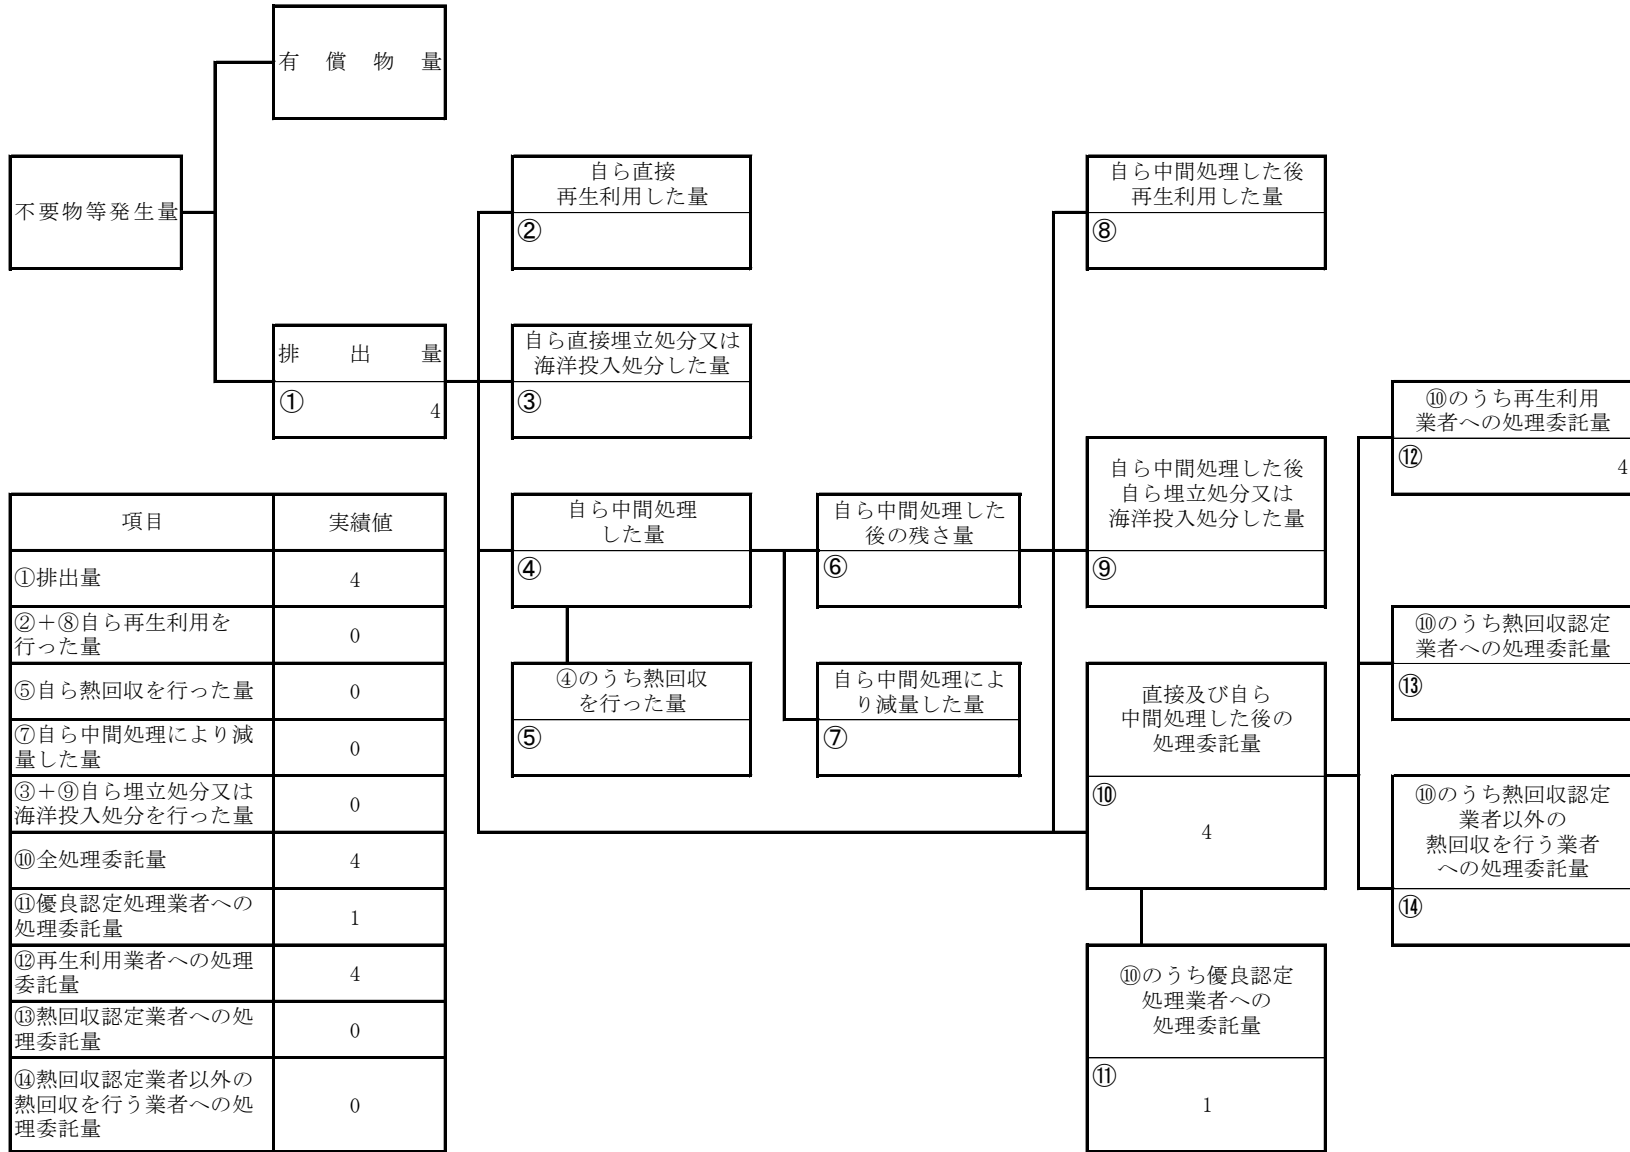 有償物量
不要物等発生量
排出量
①
4
自ら直接
再生利用した量
②
自ら直接埋立処分又は
海洋投入処分した量
③
自ら中間処理
した量
④
④のうち熱回収
を行った量
⑤
自ら中間処理した
後の残さ量
⑥
自ら中間処理によ
り減量した量
⑦
自ら中間処理した後
再生利用した量
⑧
自ら中間処理した後
自ら埋立処分又は
海洋投入処分した量
⑨
直接及び自ら
中間処理した後の
処理委託量
⑩
4
⑩のうち優良認定
処理業者への
処理委託量
⑪
1
⑩のうち再生利用
業者への処理委託量
⑫
4
⑩のうち熱回収認定
業者への処理委託量
⑬
⑩のうち熱回収認定
業者以外の
熱回収を行う業者
への処理委託量
⑭
項目 実績値
①排出量 4
②+⑧自ら再生利用を
行った量 0
⑤自ら熱回収を行った量 0
⑦自ら中間処理により減
量した量 0
③+⑨自ら埋立処分又は
海洋投入処分を行った量 0
⑩全処理委託量 4
⑪優良認定処理業者への
処理委託量 1
⑫再生利用業者への処理
委託量 4
⑬熱回収認定業者への処
理委託量 0
⑭熱回収認定業者以外の
熱回収を行う業者への処
理委託量 0